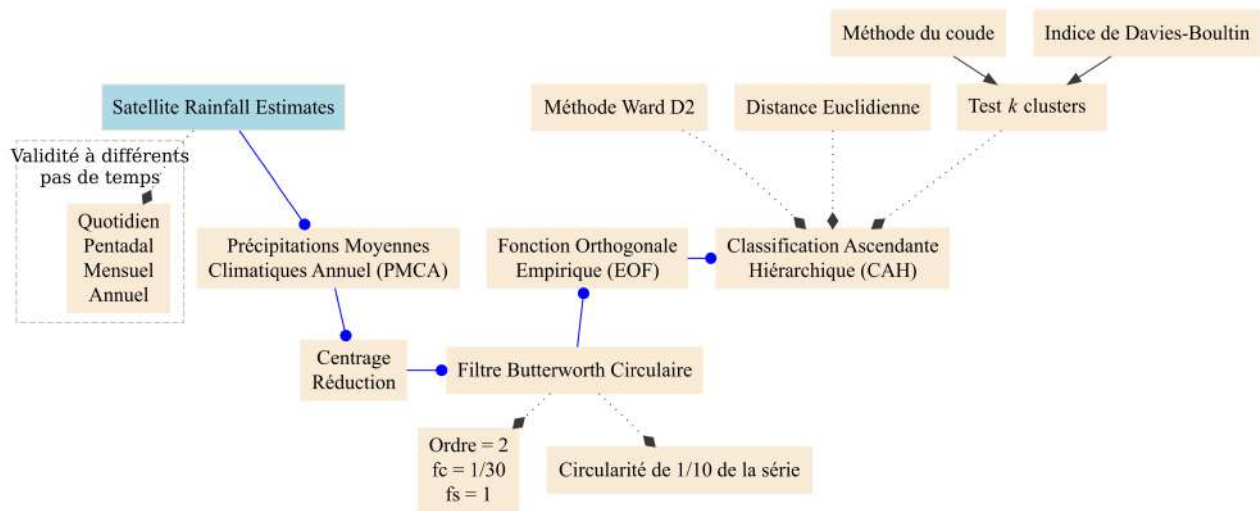 Méthode du coude
Indice de Davies-Boultin
Satellite Rainfall Estimates
Méthode Ward D2
Distance Euclidienne
Test k clusters
Validité à différents
pas de temps
Quotidien
Pentadal
Mensuel
Annuel
Précipitations Moyennes
Climatiques Annuel (PMCA)
Fonction Orthogonale
Empirique (EOF)
Classification Ascendante
Hiérarchique (CAH)
Centrage
Réduction
Filtre Butterworth Circulaire
Ordre = 2
fc = 1/30
fs = 1
Circularité de 1/10 de la série